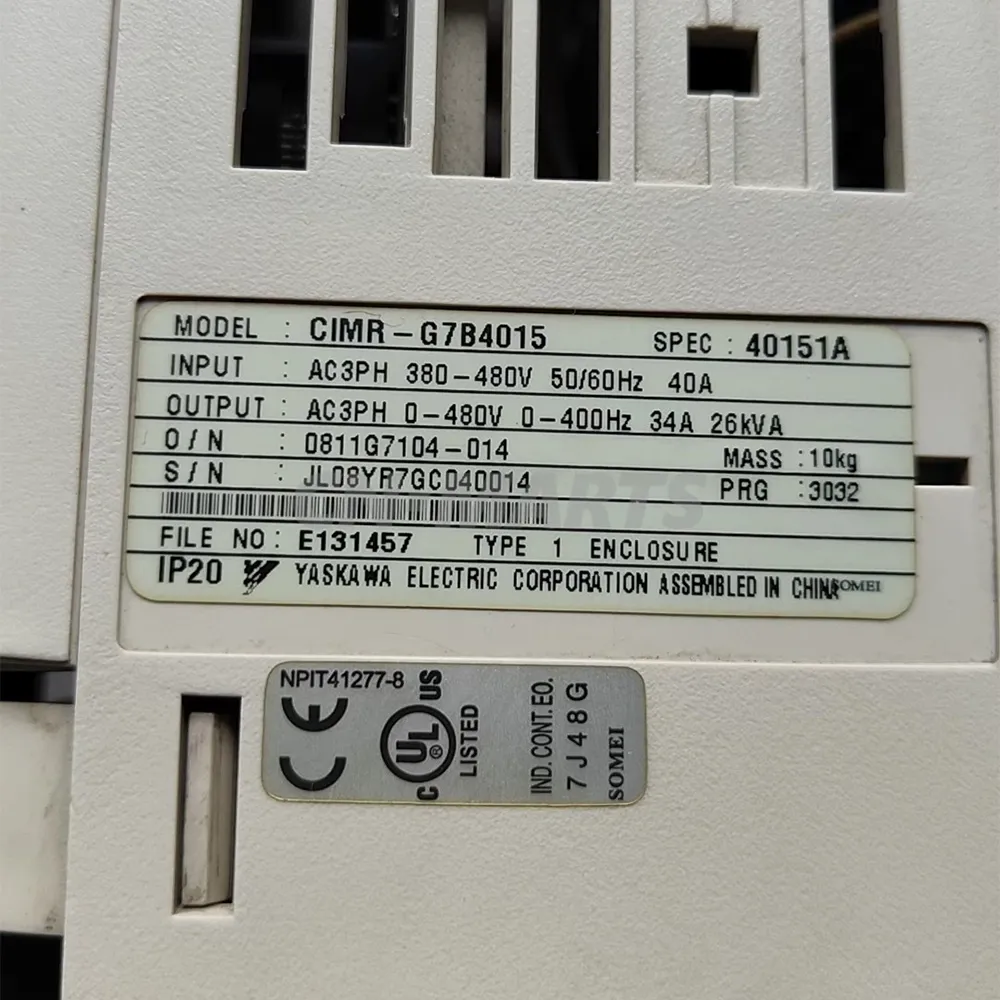 MODEL : CIMR-G7B4015 SPEC : 40151A
INPUT : AC3PH 380-480V 50/60Hz 40A
OUTPUT : AC3PH 0-480V 0-400Hz 34A 26kVA
O/N : 0811G7104-014 MASS :10kg
S/N : JL08YR7GC040014 PRG :3032
FILE NO : E131457 TYPE 1 ENCLOSURE
IP20 YASKAWA ELECTRIC CORPORATION ASSEMBLED IN CHINA SOMEI
NPIT41277-8
CE
C UL US
®
LISTED
IND. CONT. EQ.
7J48G
SOMEI